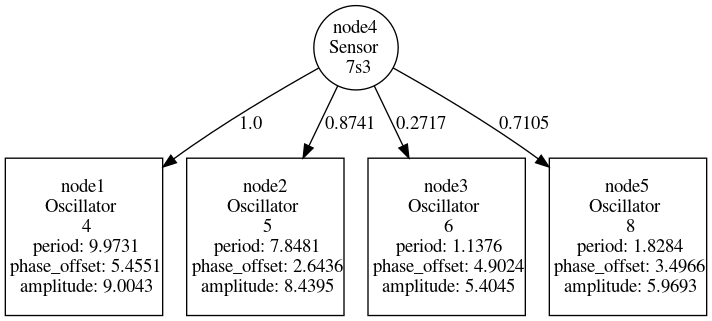 node4
Sensor
7s3
1.0
0.8741
0.2717
0.7105
node1
Oscillator
4
period: 9.9731
phase_offset: 5.4551
amplitude: 9.0043
node2
Oscillator
5
period: 7.8481
phase_offset: 2.6436
amplitude: 8.4395
node3
Oscillator
6
period: 1.1376
phase_offset: 4.9024
amplitude: 5.4045
node5
Oscillator
8
period: 1.8284
phase_offset: 3.4966
amplitude: 5.9693